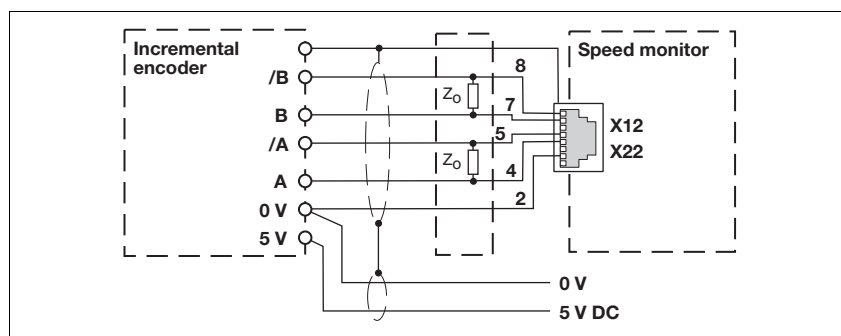 Incremental
encoder
Speed monitor
/B
8
Z0
B
7
X12
/A
5
X22
Z0
A
4
0 V
2
5 V
0 V
5 V DC